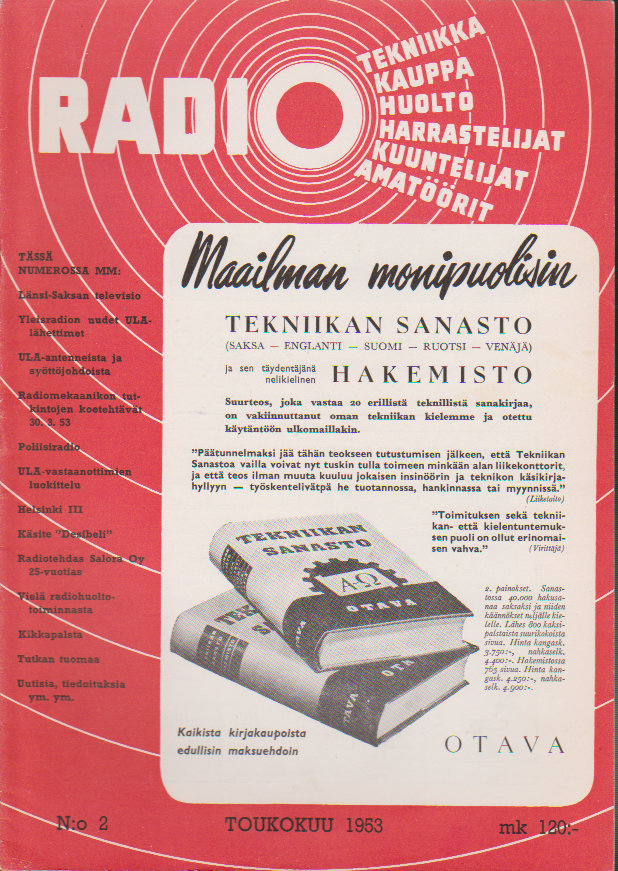 RADIO
TEKNIIKKA
KAUPPA
HUOLTO
HARRASTELIJAT
KUUNTELIJAT
AMATÖÖRIT
TÄSSÄ
NUMEROSSA MM:
Länsi-Saksan televisio
Yleisradion uudet ULA-
lähettimet
ULA-antenneista ja
syöttöjohdoista
Radiomekaanikon tut-
kintojen koetehtävät
30. 3. 53
Poliisiradio
ULA-vastaanottimien
luokittelu
Helsinki III
Käsite "Desibeli"
Radiotehdas Salora Oy
25-vuotias
Vielä radiohuolto-
toiminnasta
Kikkapalsta
Tutkan tuomaa
Uutisia, tiedoituksia
ym. ym.
Maailman monipuolisin
TEKNIIKAN SANASTO
(SAKSA — ENGLANTI — SUOMI — RUOTSI — VENÄJÄ)
ja sen täydentäjänä
nelikielinen HAKEMISTO
Suurteos, joka vastaa 20 erillistä teknillistä sanakirjaa,
on vakiinnuttanut oman tekniikan kielemme ja otettu
käytäntöön ulkomaillakin.
"Päätunnelmaksi jää tähän teokseen tutustumisen jälkeen, että Tekniikan
Sanastoa vailla voivat nyt tuskin tulla toimeen minkään alan liikekonttorit,
ja että teos ilman muuta kuuluu jokaisen insinöörin ja teknikon käsikirja-
hyllyyn — työskentelivätpä he tuotannossa, hankinnassa tai myynnissä."
(Liiketaito)
"Toimituksen sekä teknii-
kan- että kielentuntemuk-
sen puoli on ollut erinomai-
sen vahva." (Virittäjä)
TEKNIIKAN
SANASTO
A-Ω
OTAVA
2. painokset. Sanas-
tossa 40.000 hakusa-
naa saksaksi ja niiden
käännökset neljälle kie-
lelle. Lähes 800 kaksi-
palstaista suurikokoista
sivua. Hinta kangask.
3.750:-, nahkaselk.
4.400:-. Hakemistossa
765 sivua. Hinta kan-
gask. 4.250:-, nahka-
selk. 4.900:-.
Kaikista kirjakaupoista
edullisin maksuehdoin
OTAVA
N:o 2 TOUKOKUU 1953 mk 120:-